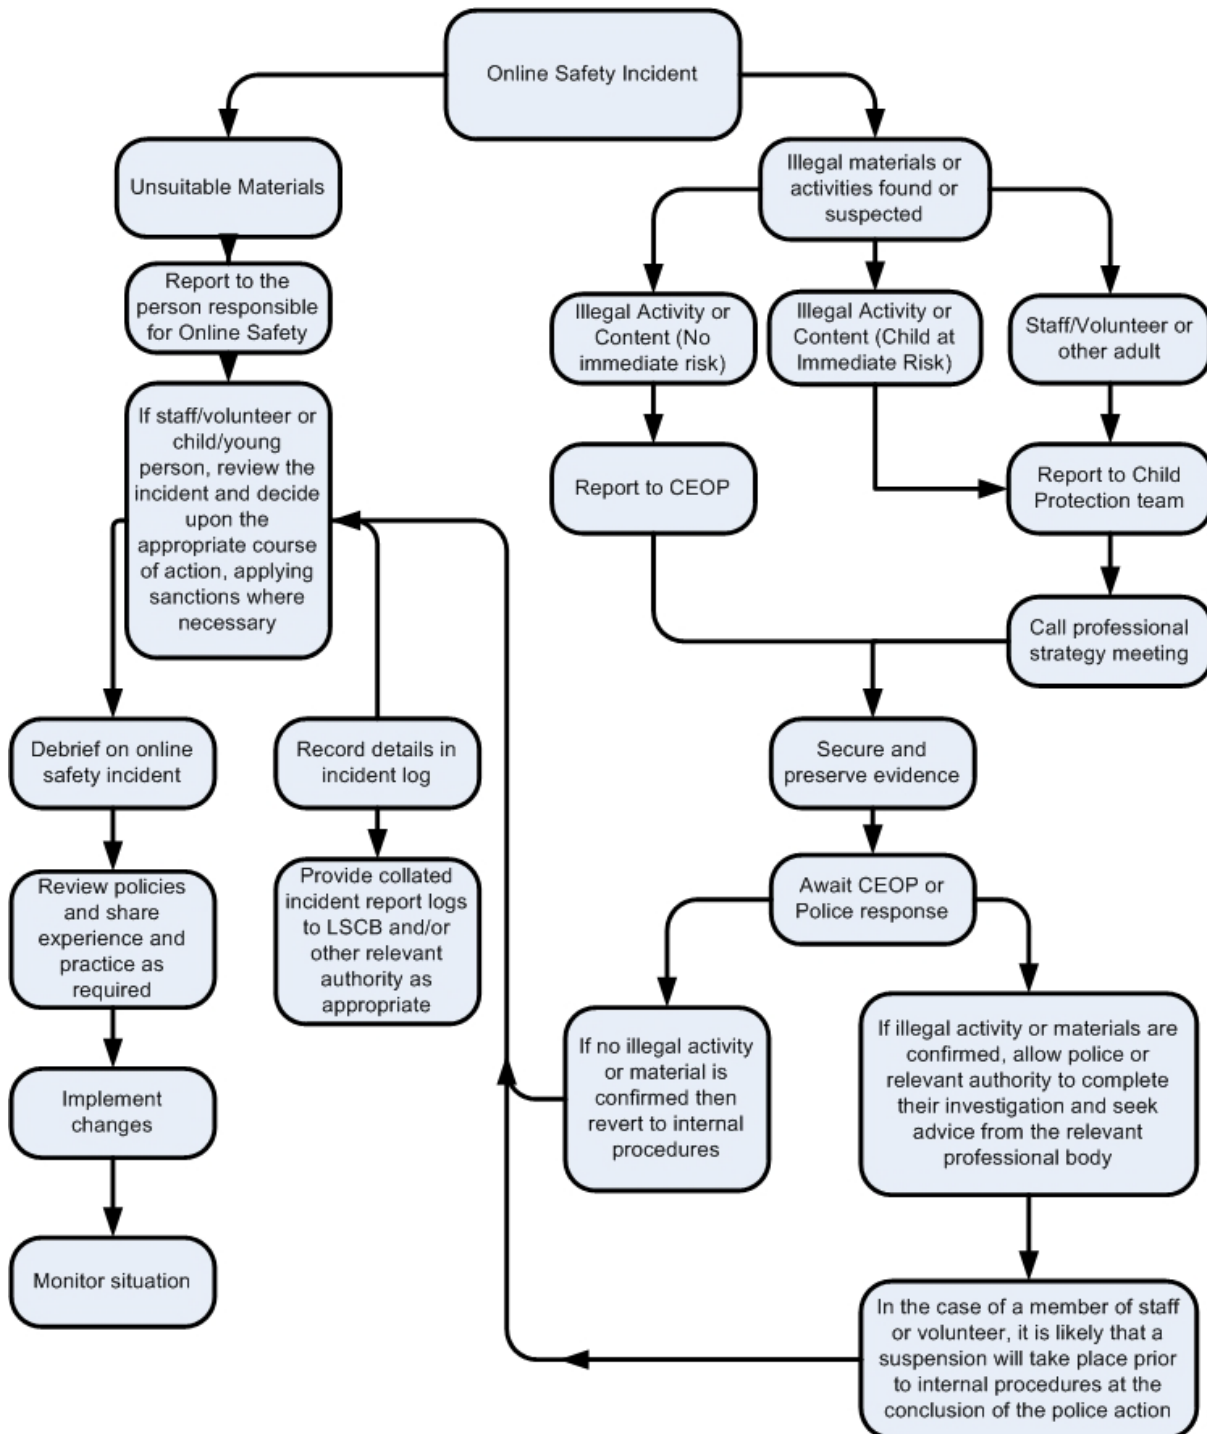 Online Safety Incident
Unsuitable Materials
Report to the
person responsible
for Online Safety
If staff/volunteer or
child/young
person, review the
incident and decide
upon the
appropriate course
of action, applying
sanctions where
necessary
Debrief on online
safety incident
Review policies
and share
experience and
practice as
required
Implement
changes
Monitor situation
Record details in
incident log
Provide collated
incident report logs
to LSCB and/or
other relevant
authority as
appropriate
Illegal materials or
activities found or
suspected
Illegal Activity or
Content (No
immediate risk)
Illegal Activity or
Content (Child at
Immediate Risk)
Staff/Volunteer or
other adult
Report to CEOP
Report to Child
Protection team
Call professional
strategy meeting
Secure and
preserve evidence
Await CEOP or
Police response
If no illegal activity
or material is
confirmed then
revert to internal
procedures
If illegal activity or materials are
confirmed, allow police or
relevant authority to complete
their investigation and seek
advice from the relevant
professional body
In the case of a member of staff
or volunteer, it is likely that a
suspension will take place prior
to internal procedures at the
conclusion of the police action